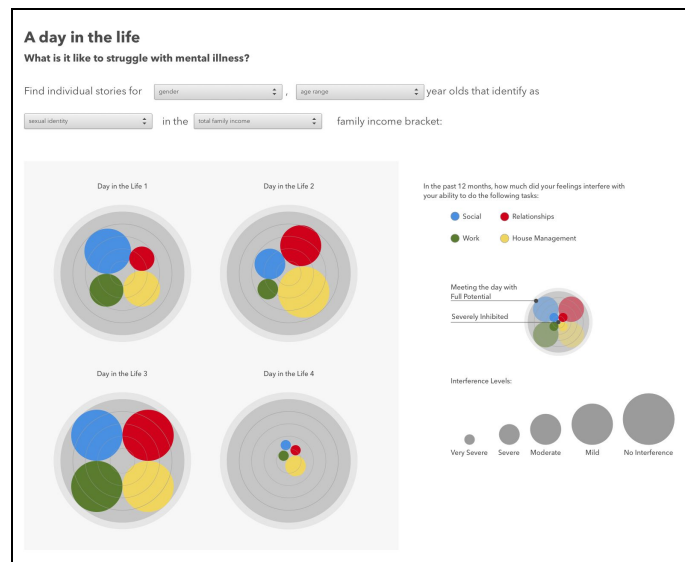 A day in the life
What is it like to struggle with mental illness?
Find individual stories for gender , age range year olds that identify as
sexual identity in the total family income family income bracket:
Day in the Life 1
Day in the Life 2
In the past 12 months, how much did your feelings interfere with
your ability to do the following tasks:
Social
Relationships
Work
House Management
Meeting the day with
Full Potential
Severely Inhibited
Day in the Life 3
Day in the Life 4
Interference Levels:
Very Severe
Severe
Moderate
Mild
No Interference